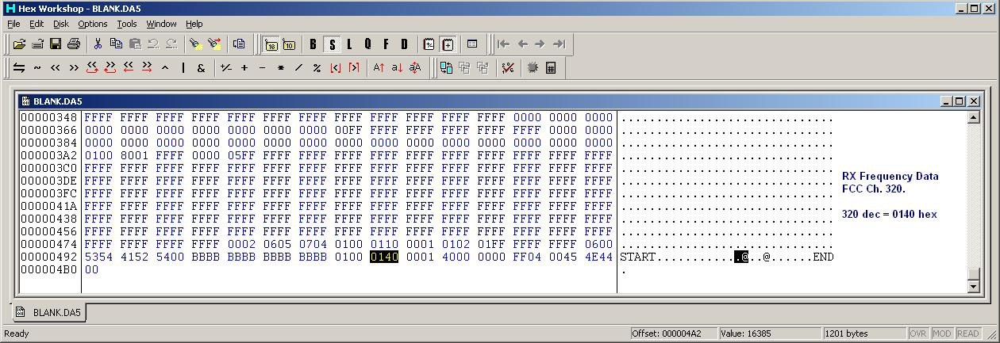 Hex Workshop - BLANK.DA5
File Edit Disk Options Tools Window Help
16 10 B S L Q F D
BLANK.DA5
00000348 FFFF FFFF FFFF FFFF FFFF FFFF FFFF FFFF FFFF FFFF FFFF FFFF 0000 0000 0000 ..............................
00000366 0000 0000 0000 0000 0000 0000 0000 00FF FFFF FFFF FFFF FFFF FFFF 0000 0000 ..............................
00000384 0000 0000 0000 0000 0000 0000 0000 0000 0000 0000 0000 0000 0000 0000 0000 ..............................
000003A2 0100 8001 FFFF 0000 05FF FFFF FFFF FFFF FFFF FFFF FFFF FFFF FFFF FFFF FFFF ..............................
000003C0 FFFF FFFF FFFF FFFF FFFF FFFF FFFF FFFF FFFF FFFF FFFF FFFF FFFF FFFF FFFF ..............................
000003DE FFFF FFFF FFFF FFFF FFFF FFFF FFFF FFFF FFFF FFFF FFFF FFFF FFFF FFFF FFFF ..............................
000003FC FFFF FFFF FFFF FFFF FFFF FFFF FFFF FFFF FFFF FFFF FFFF FFFF FFFF FFFF FFFF ..............................
0000041A FFFF FFFF FFFF FFFF FFFF FFFF FFFF FFFF FFFF FFFF FFFF FFFF FFFF FFFF FFFF ..............................
00000438 FFFF FFFF FFFF FFFF FFFF FFFF FFFF FFFF FFFF FFFF FFFF FFFF FFFF FFFF FFFF ..............................
00000456 FFFF FFFF FFFF FFFF FFFF FFFF FFFF FFFF FFFF FFFF FFFF FFFF FFFF FFFF FFFF ..............................
00000474 FFFF FFFF FFFF FFFF 0002 0605 0704 0100 0110 0001 0102 01FF FFFF FFFF 0600 ..............................
00000492 5354 4152 5400 BBBB BBBB BBBB BBBB 0100 0140 0001 4000 0000 FF04 0045 4E44 START............@..@......END
000004B0 00 .
RX Frequency Data
FCC Ch. 320.
320 dec = 0140 hex
BLANK.DA5
Ready Offset: 000004A2 Value: 16385 1201 bytes OVR MOD READ